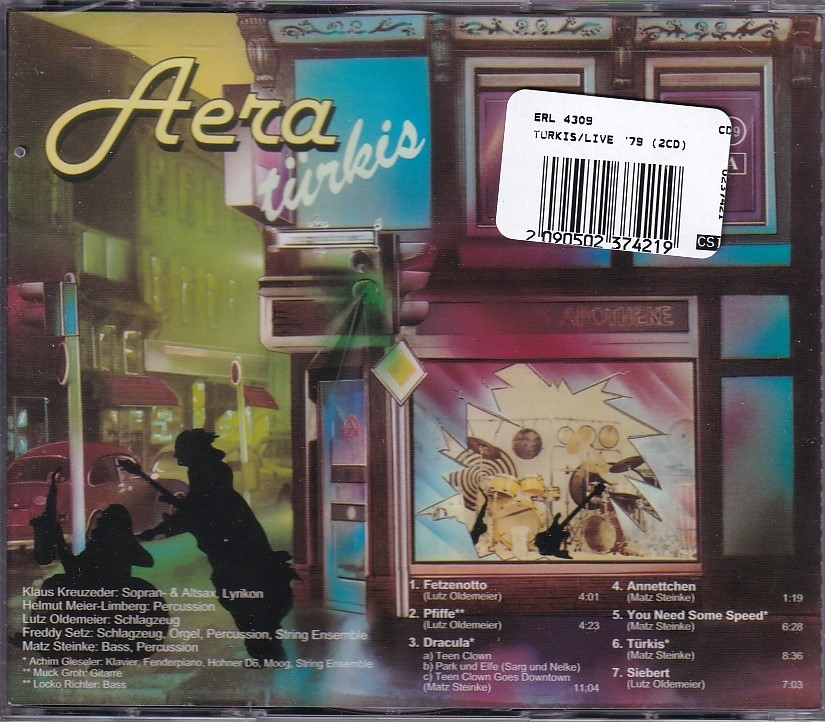 Aera
türkis
ERL 4309
TURKIS/LIVE '79 (2CD)
CD9
A
0237421
2 090502 374219
CS1
APOTHEKE
A
Klaus Kreuzeder: Sopran- & Altsax, Lyrikon
Helmut Meier-Limberg: Percussion
Lutz Oldemeier: Schlagzeug
Freddy Setz: Schlagzeug, Orgel, Percussion, String Ensemble
Matz Steinke: Bass, Percussion
* Achim Gieseler: Klavier, Fenderpiano, Hohner D6, Moog, String Ensemble
** Muck Groh: Gitarre
** Locko Richter: Bass
1. Fetzenotto
(Lutz Oldemeier) 4:01
2. Pfiffe**
(Lutz Oldemeier) 4:23
3. Dracula*
a) Teen Clown
b) Park und Elfe (Sarg und Nelke)
c) Teen Clown Goes Downtown
(Matz Steinke) 11:04
4. Annettchen
(Matz Steinke) 1:19
5. You Need Some Speed*
(Matz Steinke) 6:28
6. Türkis*
(Matz Steinke) 8:36
7. Siebert
(Lutz Oldemeier) 7:03